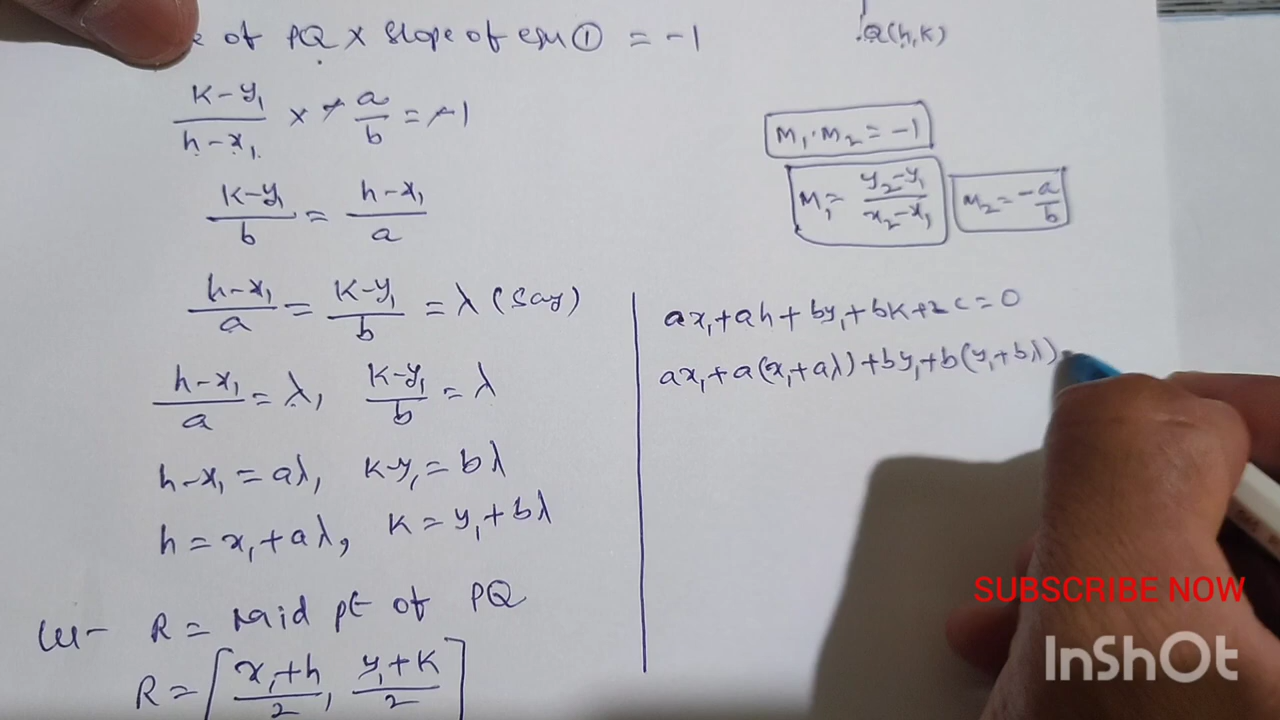 of PQ × Slope of eqn ① = -1
Q(h,k)
K-y₁/h-x₁ × -a/b = -1
K-y₁/b = h-x₁/a
h-x₁/a = K-y₁/b = λ (Say)
h-x₁/a = λ, K-y₁/b = λ
h-x₁ = aλ, K-y₁ = bλ
h = x₁+aλ, K = y₁+bλ
R = mid pt of PQ
R = [x₁+h/2, y₁+K/2]
m₁·m₂ = -1
m₁ = y₂-y₁/x₂-x₁
m₂ = -a/b
ax₁+ah+by₁+bK+2c=0
ax₁+a(x₁+aλ)+by₁+b(y₁+bλ)
SUBSCRIBE NOW
InShOt